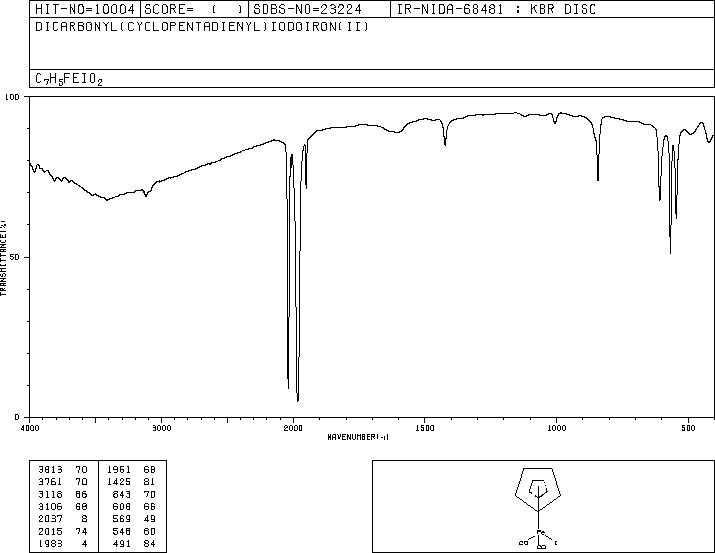 HIT-NO=10004 SCORE= ( ) SDBS-NO=23224 IR-NIDA-68481 : KBR DISC
DICARBONYL(CYCLOPENTADIENYL)IODOIRON(II)
C7H5FEIO2
100
50
0
TRANSMITTANCE(%)
4000 3000 2000 1500 1000 500
WAVENUMBER(-1)
3813 70 1951 68
3761 70 1425 81
3118 66 843 70
3106 68 608 66
2037 8 569 49
2015 74 548 60
1983 4 491 84
Fe
CO I
CO